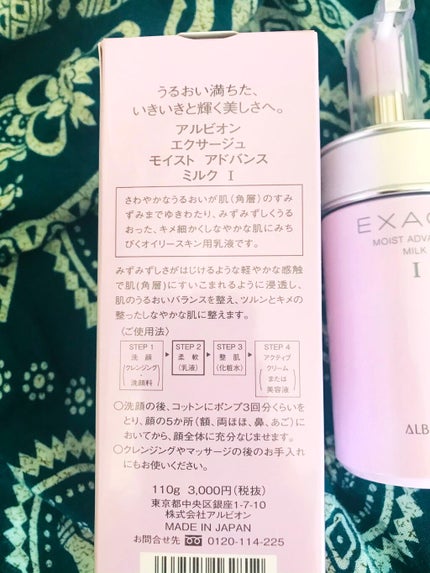 うるおい満ちた、
いきいきと輝く美しさへ。
アルビオン
エクサージュ
モイスト アドバンス
ミルク I
さわやかなうるおいが肌(角層)のすみ
ずみまでゆきわたり、みずみずしくうる
おった、キメ細かくしなやかな肌にみち
びくオイリースキン用乳液です。
みずみずしさがはじけるような軽やかな感触
で肌(角層)にすいこまれるように浸透し、
肌のうるおいバランスを整え、ツルンとキメの
整ったしなやかな肌に整えます。
〈ご使用法〉
STEP 1 STEP 2 STEP 3 STEP 4
洗顔 柔軟 整肌 アクティブ
(クレンジング (乳液) (化粧水) クリーム
・ または
洗顔料) 美容液
○洗顔の後、コットンにポンプ3回分くらいを
とり、顔の5か所(額、両ほほ、鼻、あご)に
おいてから、顔全体に充分なじませます。
○クレンジングやマッサージの後のお手入れ
にもお使いください。
110g 3,000円(税抜)
東京都中央区銀座1-7-10
株式会社アルビオン
MADE IN JAPAN
お問合せ先 0120-114-225
EXAG
MOIST ADVA
MILK
I
ALB